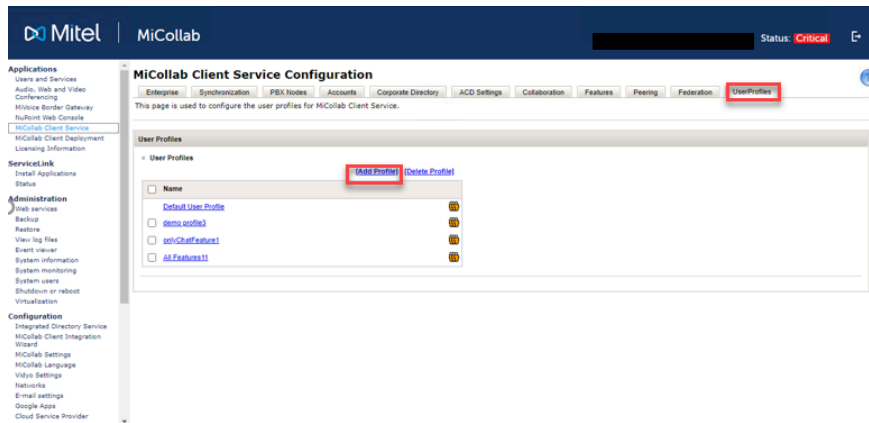 Mitel | MiCollab
Status: Critical
Applications
Users and Services
Audio, Web and Video
Conferencing
MiVoice Border Gateway
NuPoint Web Console
MiCollab Client Service
MiCollab Client Deployment
Licensing Information
ServiceLink
Install Applications
Status
Administration
Web services
Backup
Restore
View log files
Event viewer
System information
System monitoring
System users
Shutdown or reboot
Virtualization
Configuration
Integrated Directory Service
MiCollab Client Integration
Wizard
MiCollab Settings
MiCollab Language
Vidyo Settings
Networks
E-mail settings
Google Apps
Cloud Service Provider
MiCollab Client Service Configuration
Enterprise Synchronization PBX Nodes Accounts Corporate Directory ACD Settings Collaboration Features Peering Federation UserProfiles
This page is used to configure the user profiles for MiCollab Client Service.
User Profiles
User Profiles
[Add Profile] [Delete Profile]
Name
Default User Profile
demo profile3
onlyChatFeature1
All Features11